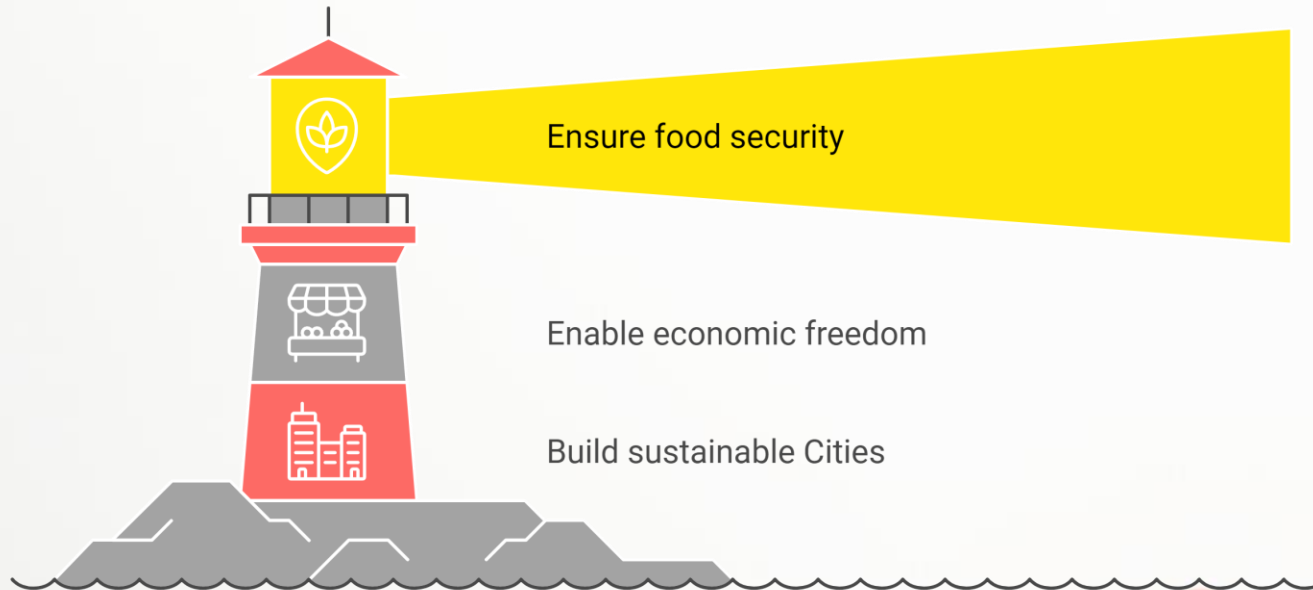 Ensure food security
Enable economic freedom
Build sustainable Cities